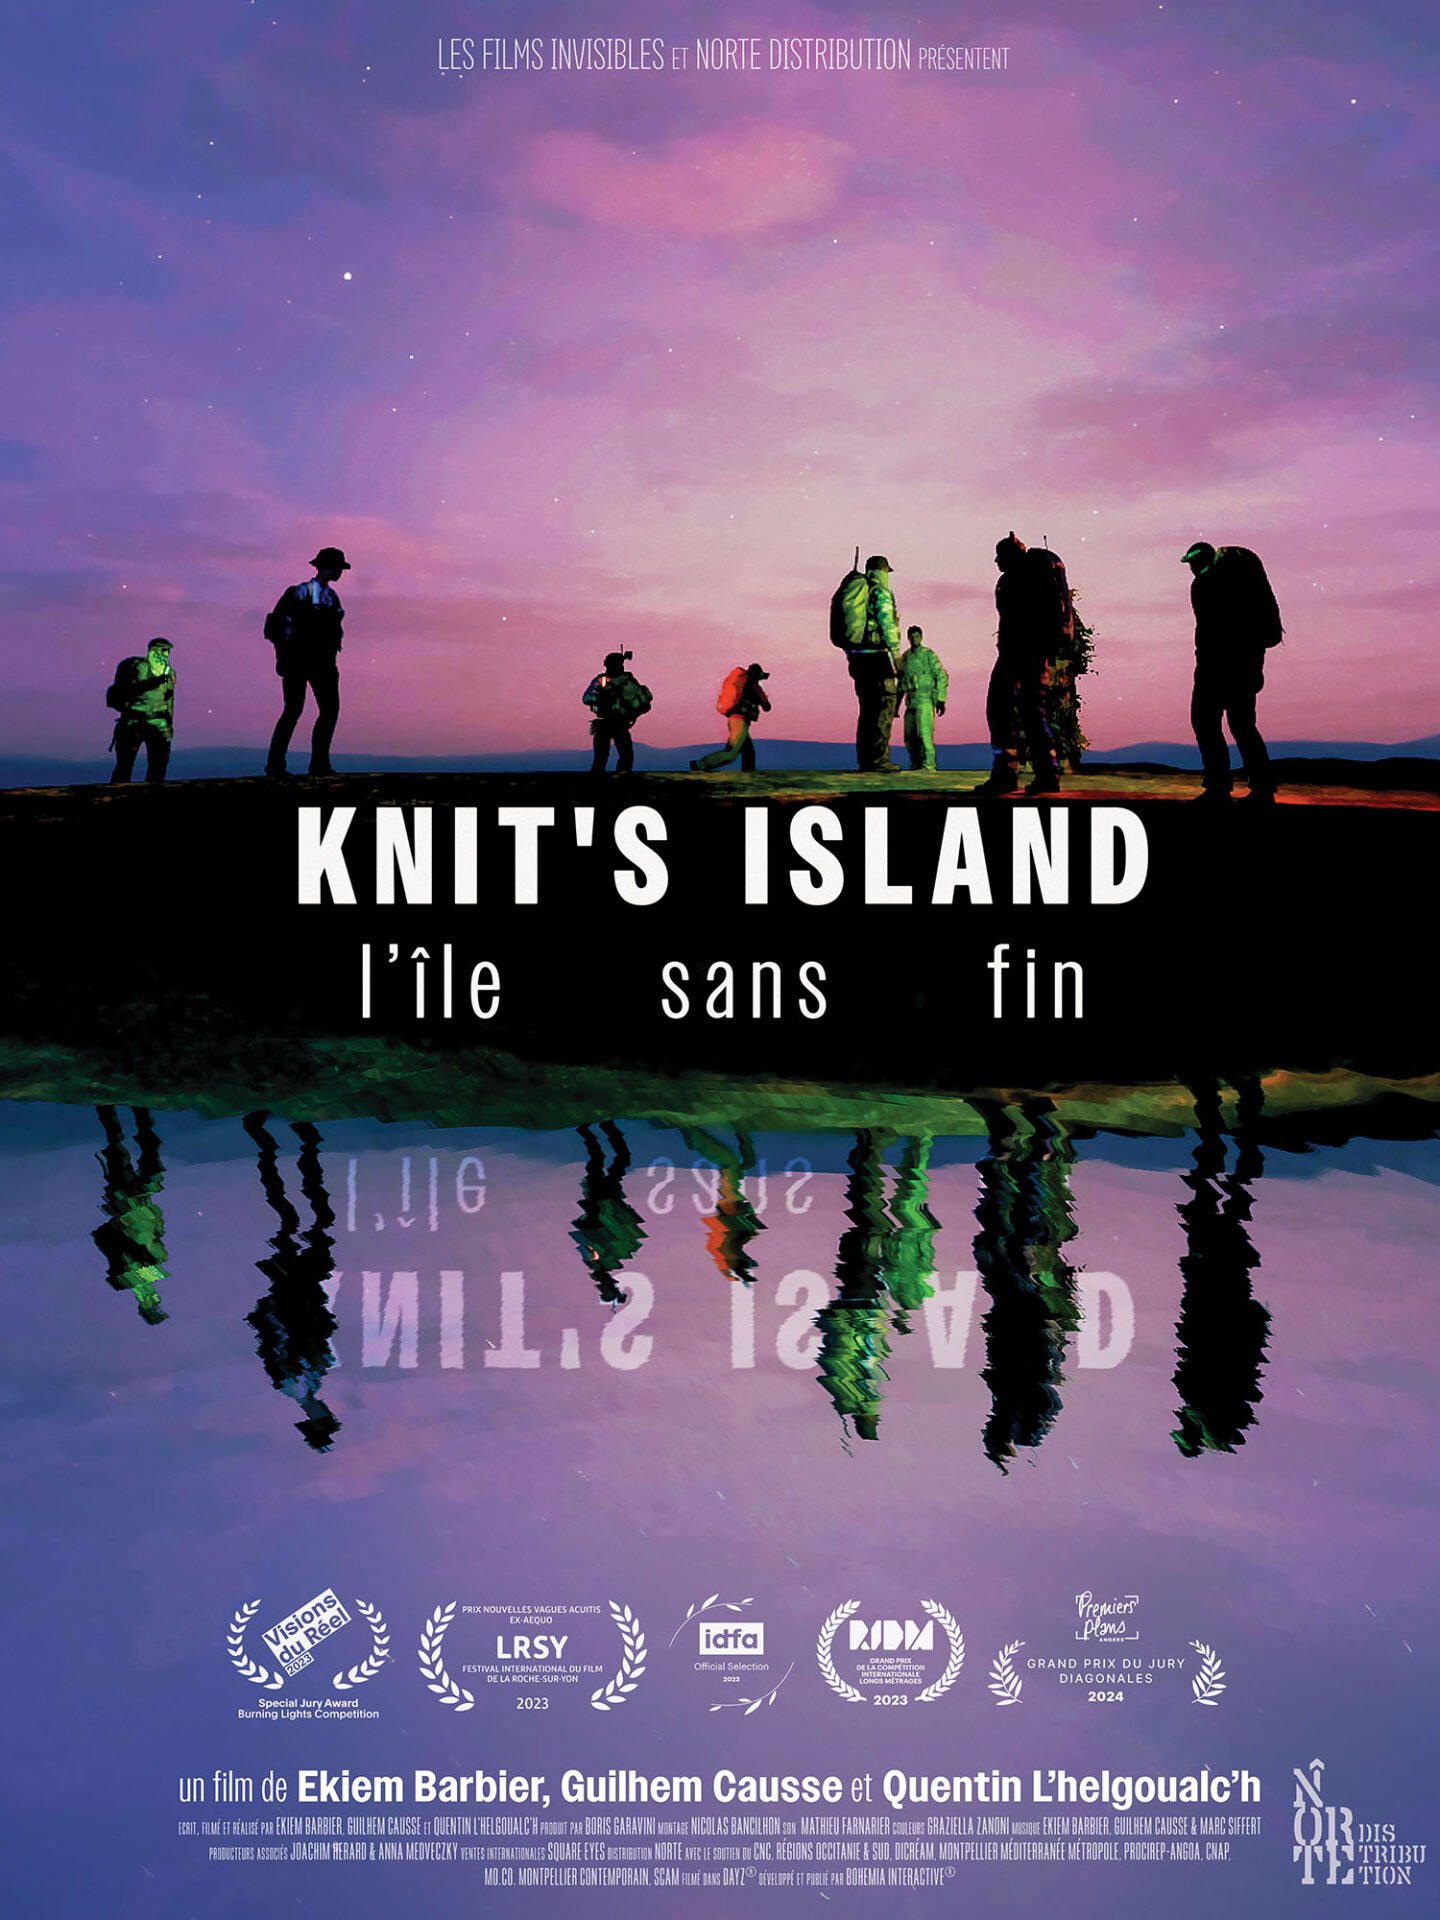 LES FILMS INVISIBLES ET NORTE DISTRIBUTION PRÉSENTENT
KNIT'S ISLAND
l'île sans fin
l'île sans
KNIT'S ISLAND
Visions
du Réel
2023
Special Jury Award
Burning Lights Competition
PRIX NOUVELLES VAGUES ACUITIS
EX-AEQUO
LRSY
FESTIVAL INTERNATIONAL DU FILM
DE LA ROCHE-SUR-YON
2023
idfa
Official Selection
2023
RIDM
GRAND PRIX
DE LA COMPÉTITION
INTERNATIONALE
LONGS MÉTRAGES
2023
Premiers
Plans
ANGERS
GRAND PRIX DU JURY
DIAGONALES
2024
un film de Ekiem Barbier, Guilhem Causse et Quentin L'helgoualc'h
ECRIT, FILMÉ ET RÉALISÉ PAR EKIEM BARBIER, GUILHEM CAUSSE ET QUENTIN L'HELGOUALC'H PRODUIT PAR BORIS GARAVINI MONTAGE NICOLAS BANCILHON SON MATHIEU FARNARIER COULEURS GRAZIELLA ZANONI MUSIQUE EKIEM BARBIER, GUILHEM CAUSSE & MARC SIFFERT
PRODUCTEURS ASSOCIÉS JOACHIM HERARD & ANNA MEDVECZKY VENTES INTERNATIONALES SQUARE EYES DISTRIBUTION NORTE AVEC LE SOUTIEN DU CNC, RÉGIONS OCCITANIE & SUD, DICRÉAM, MONTPELLIER MÉDITERRANÉE MÉTROPOLE, PROCIREP-ANGOA, CNAP,
MO.CO. MONTPELLIER CONTEMPORAIN, SCAM FILMÉ DANS DAYZ® DÉVELOPPÉ ET PUBLIÉ PAR BOHEMIA INTERACTIVE®
NORTE
DISTRIBUTION